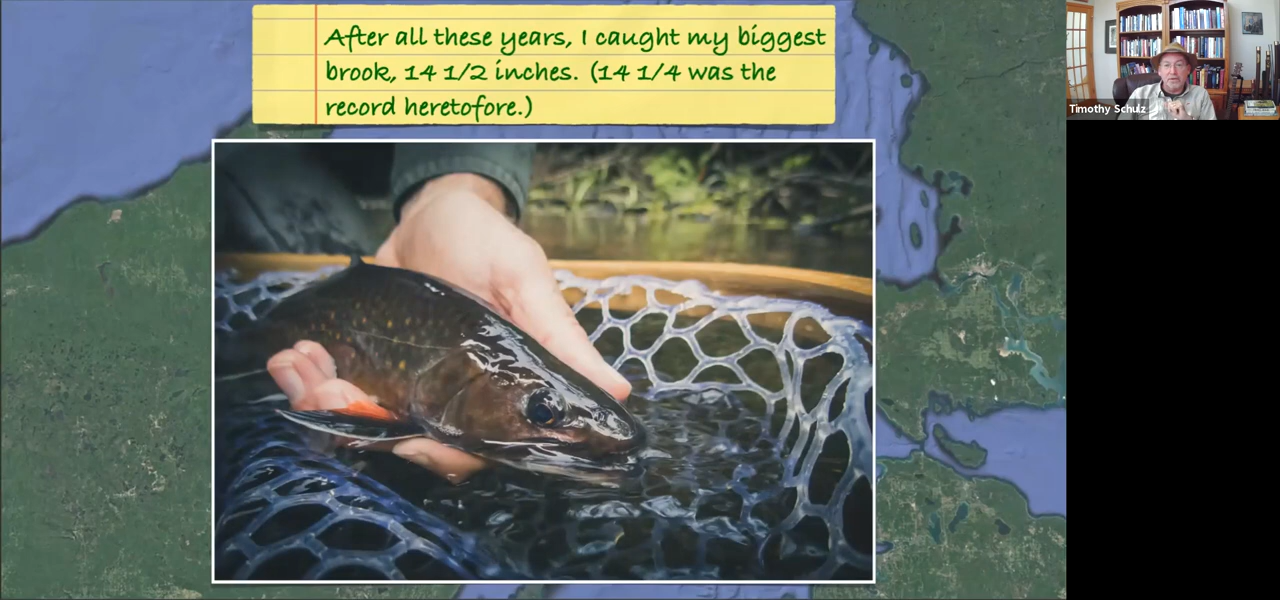 After all these years, I caught my biggest
brook, 14 1/2 inches. (14 1/4 was the
record heretofore.)
Timothy Schulz